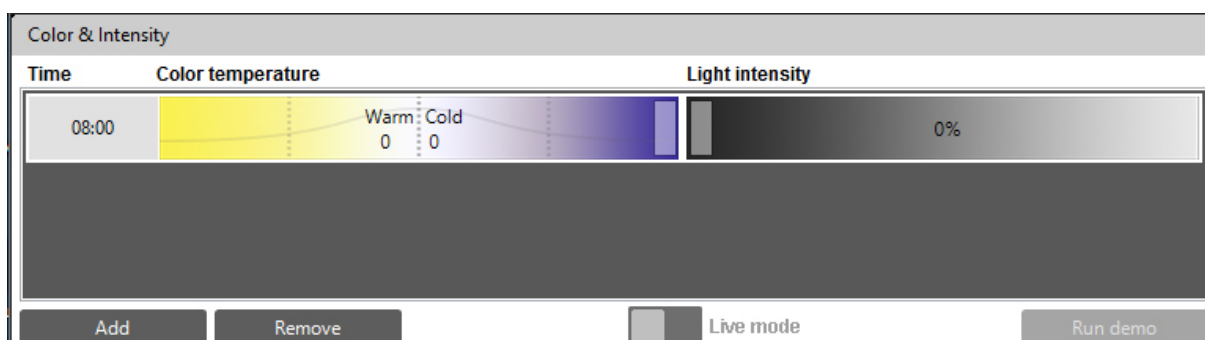 Color & Intensity
Time Color temperature Light intensity
08:00 Warm Cold 0%
0 0
Add Remove Live mode Run demo